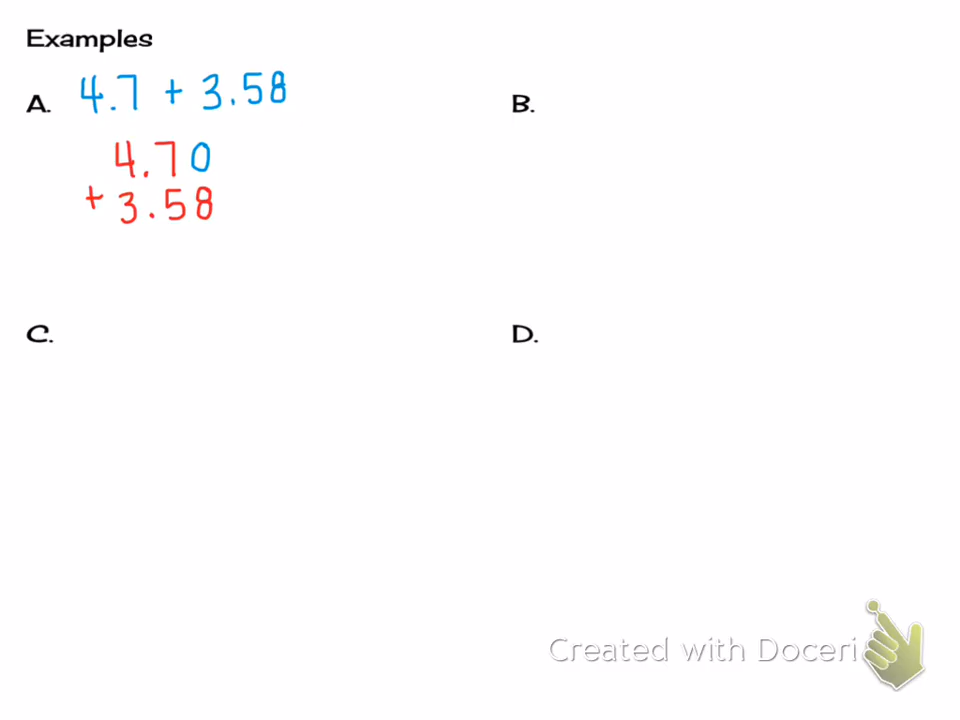 Examples
A. 4.7 + 3.58
B.
4.70
+ 3.58
C.
D.
Created with Doceri